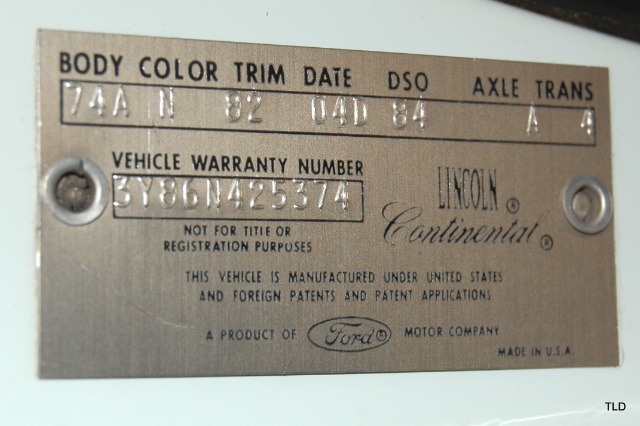 BODY COLOR TRIM DATE DSO AXLE TRANS
74A N 82 04D 84 A 4
VEHICLE WARRANTY NUMBER
3Y86N425374
NOT FOR TITLE OR
REGISTRATION PURPOSES
LINCOLN ®
Continental ®
THIS VEHICLE IS MANUFACTURED UNDER UNITED STATES
AND FOREIGN PATENTS AND PATENT APPLICATIONS
A PRODUCT OF Ford ® MOTOR COMPANY
MADE IN U.S.A.
TLD